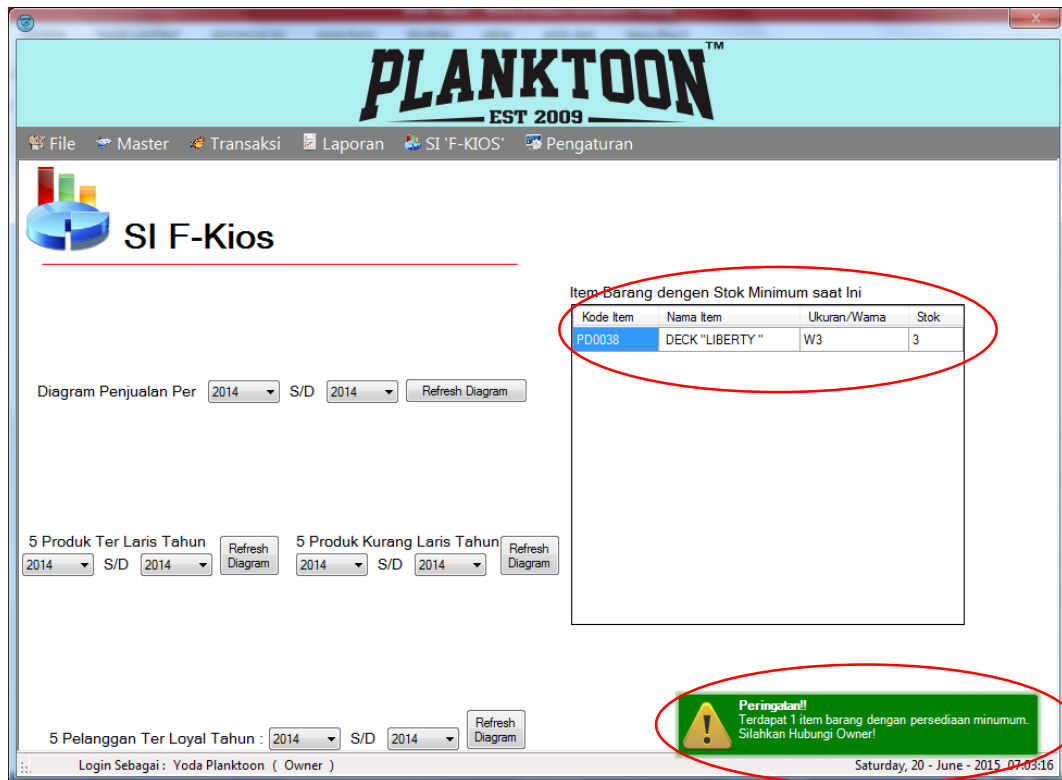 PLANKTOON™
EST 2009
File Master Transaksi Laporan SI 'F-KIOS' Pengaturan
SI F-Kios
Item Barang dengen Stok Minimum saat Ini
Kode Item Nama Item Ukuran/Warna Stok
PD0038 DECK "LIBERTY " W3 3
Diagram Penjualan Per 2014 S/D 2014 Refresh Diagram
5 Produk Ter Laris Tahun
2014 S/D 2014
Refresh
Diagram
5 Produk Kurang Laris Tahun
2014 S/D 2014
Refresh
Diagram
5 Pelanggan Ter Loyal Tahun : 2014 S/D 2014
Refresh
Diagram
Peringatan!!
Terdapat 1 item barang dengan persediaan minumum.
Silahkan Hubungi Owner!
Login Sebagai : Yoda Planktoon ( Owner )
Saturday, 20 - June - 2015 07:03:16